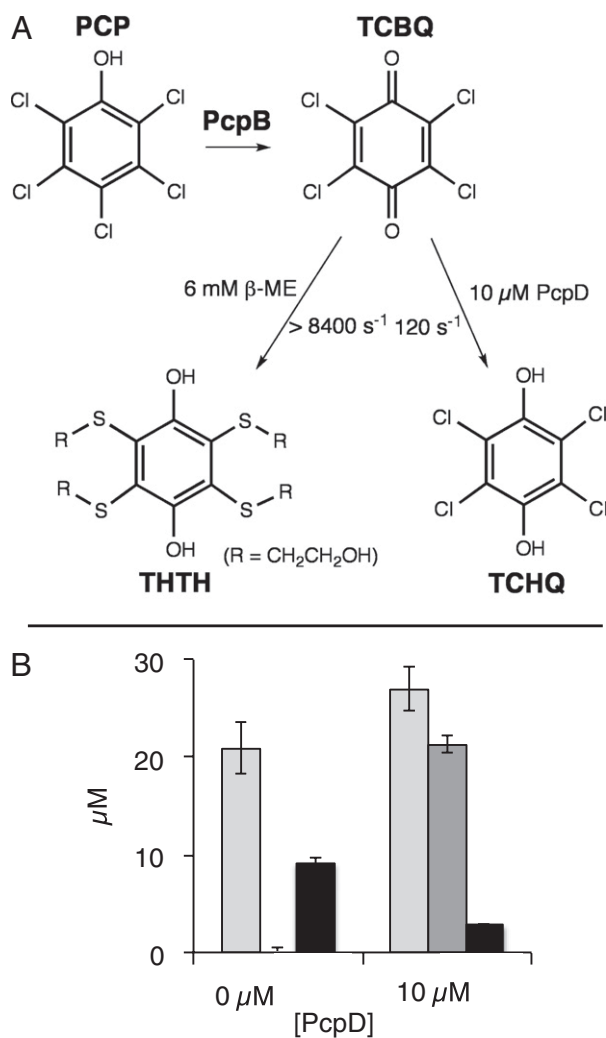 A
PCP
TCBQ
OH
Cl
Cl
Cl
Cl
Cl
PcpB
O
Cl
Cl
Cl
Cl
O
6 mM β-ME
10 µM PcpD
> 8400 s⁻¹ 120 s⁻¹
OH
R
S
S
R
R
S
S
R
OH
(R = CH₂CH₂OH)
THTH
OH
Cl
Cl
Cl
Cl
OH
TCHQ
B
30
20
10
0
µM
0 µM
10 µM
[PcpD]